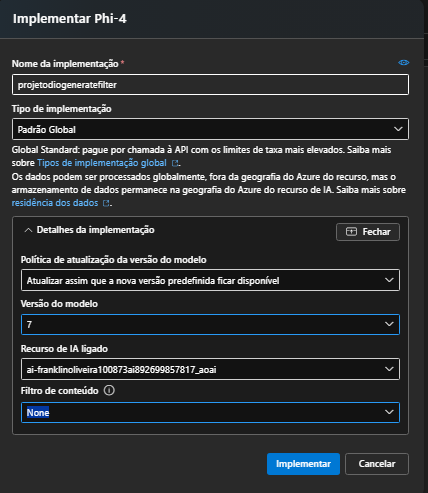 Implementar Phi-4
Nome da implementação *
projetodiogeneratefilter
Tipo de implementação
Padrão Global
Global Standard: pague por chamada à API com os limites de taxa mais elevados. Saiba mais
sobre Tipos de implementação global.
Os dados podem ser processados globalmente, fora da geografia do Azure do recurso, mas o
armazenamento de dados permanece na geografia do Azure do recurso de IA. Saiba mais sobre
residência dos dados.
Detalhes da implementação
Fechar
Política de atualização da versão do modelo
Atualizar assim que a nova versão predefinida ficar disponível
Versão do modelo
7
Recurso de IA ligado
ai-franklinoliveira100873ai892699857817_aoai
Filtro de conteúdo
None
Implementar Cancelar